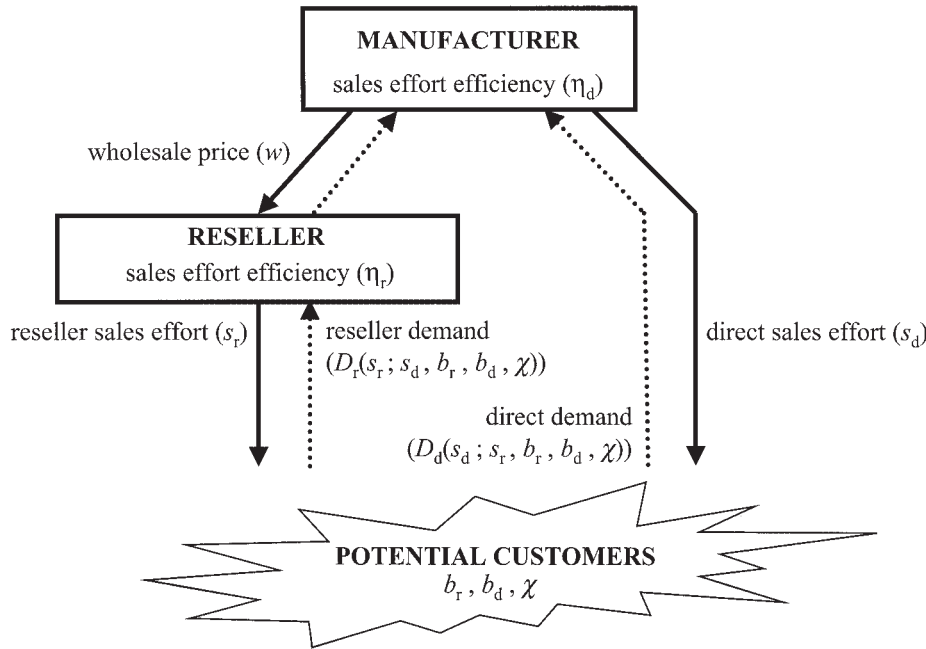 MANUFACTURER
sales effort efficiency (η_d)
wholesale price (w)
RESELLER
sales effort efficiency (η_r)
reseller sales effort (s_r)
reseller demand
(D_r(s_r ; s_d , b_r , b_d , χ))
direct sales effort (s_d)
direct demand
(D_d(s_d ; s_r , b_r , b_d , χ))
POTENTIAL CUSTOMERS
b_r , b_d , χ